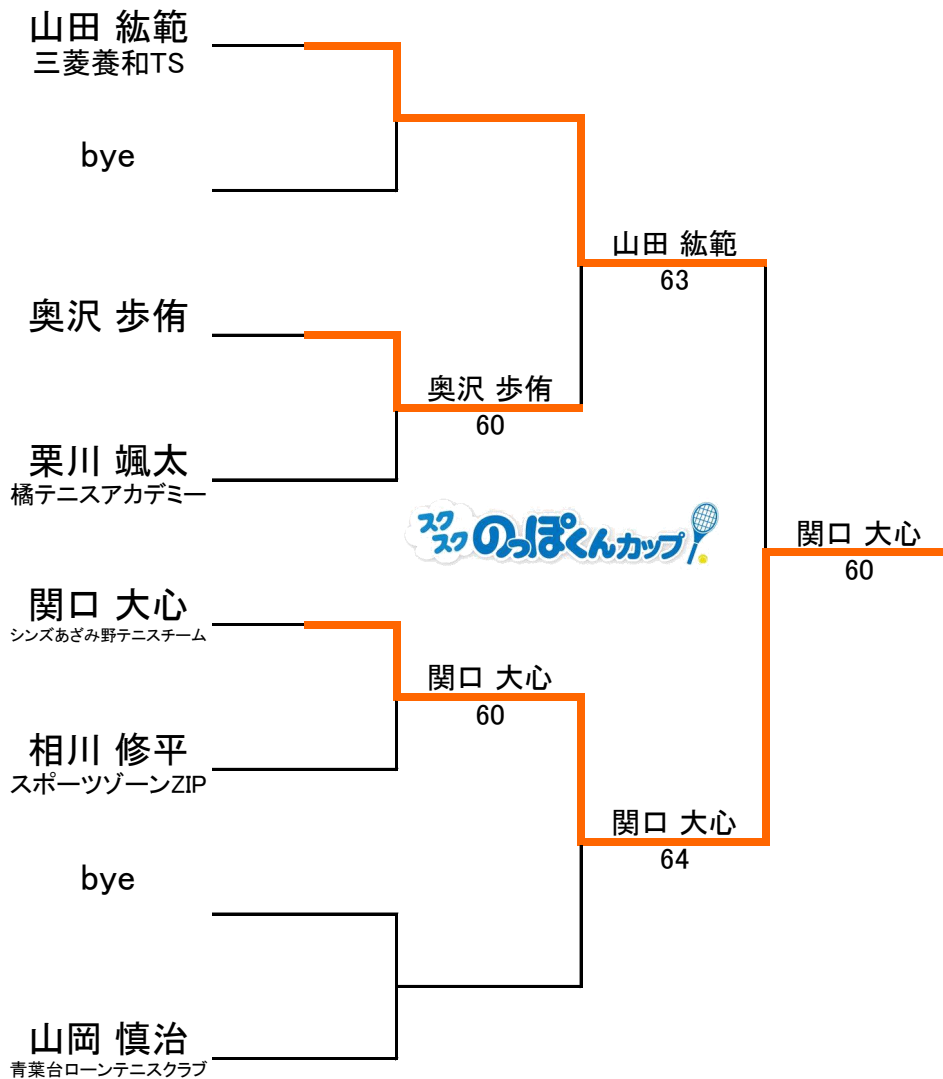 山田 紘範
三菱養和TS
bye
山田 紘範
63
奥沢 歩侑
奥沢 歩侑
60
栗川 颯太
橘テニスアカデミー
スク
スク
のっぽくんカップ
関口 大心
60
関口 大心
シンズあざみ野テニスチーム
関口 大心
60
相川 修平
スポーツゾーンZIP
関口 大心
64
bye
山岡 慎治
青葉台ローンテニスクラブ